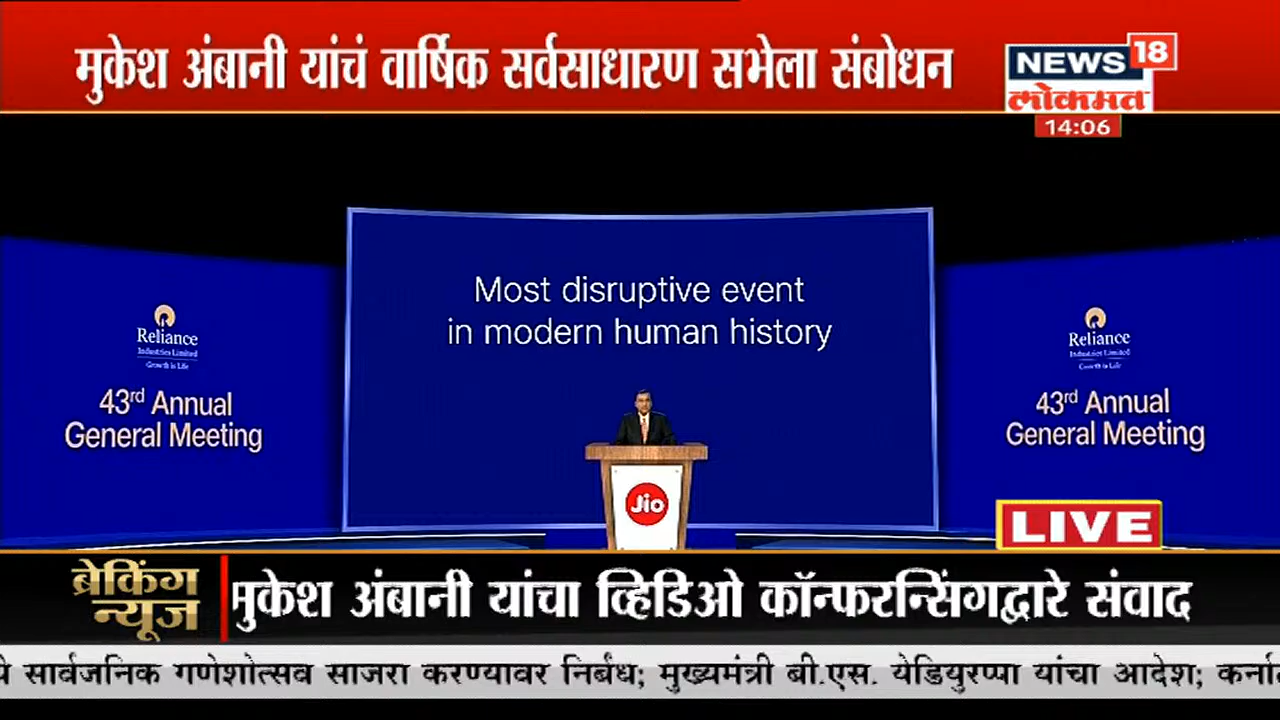 मुकेश अंबानी यांचं वार्षिक सर्वसाधारण सभेला संबोधन
NEWS 18
लोकमत
14:06
Most disruptive event
in modern human history
Reliance
Industries Limited
Growth is Life
43rd Annual
General Meeting
Reliance
Industries Limited
Growth is Life
43rd Annual
General Meeting
Jio
LIVE
ब्रेकिंग
न्यूज
मुकेश अंबानी यांचा व्हिडिओ कॉन्फरन्सिंगद्वारे संवाद
सार्वजनिक गणेशोत्सव साजरा करण्यावर निर्बंध; मुख्यमंत्री बी.एस. येडियुरप्पा यांचा आदेश;